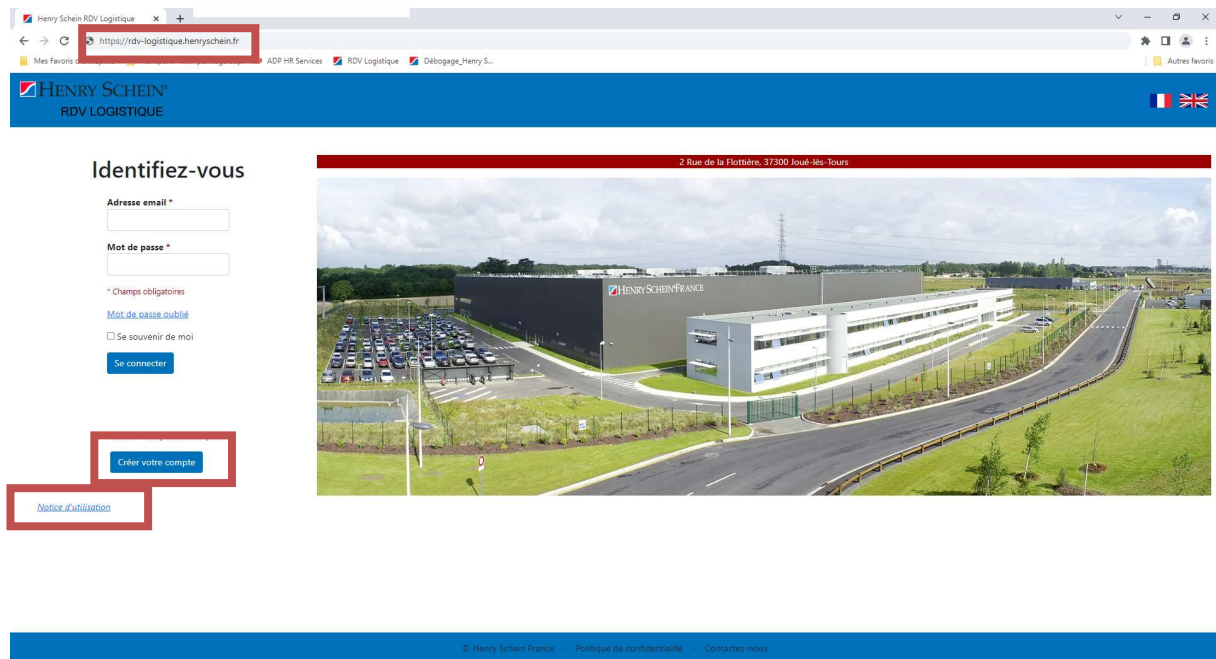 Henry Schein RDV Logistique
https://rdv-logistique.henryschein.fr
Mes Favoris
ADP HR Services
RDV Logistique
Débogage_Henry S...
Autres favoris
HENRY SCHEIN®
RDV LOGISTIQUE
Identifiez-vous
2 Rue de la Flottière, 37300 Joué-lès-Tours
Adresse email *
Mot de passe *
* Champs obligatoires
Mot de passe oublié
Se souvenir de moi
Se connecter
HENRY SCHEIN® FRANCE
Créer votre compte
Notice d'utilisation
© Henry Schein France - Politique de confidentialité - Contactez-nous